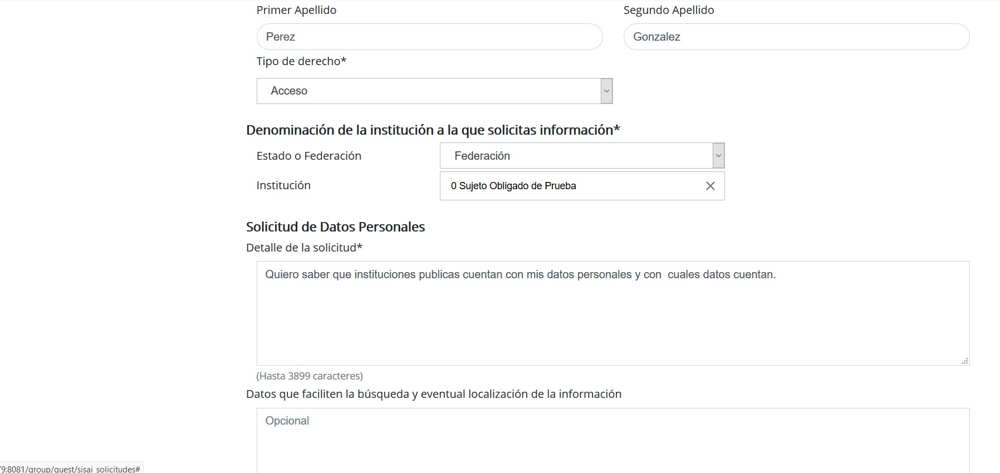 Primer Apellido
Segundo Apellido
Perez
Gonzalez
Tipo de derecho*
Acceso
Denominación de la institución a la que solicitas información*
Estado o Federación
Federación
Institución
0 Sujeto Obligado de Prueba
Solicitud de Datos Personales
Detalle de la solicitud*
Quiero saber que instituciones publicas cuentan con mis datos personales y con  cuales datos cuentan.
(Hasta 3899 caracteres)
Datos que faciliten la búsqueda y eventual localización de la información
Opcional
9:8081/group/guest/sisai_solicitudes#